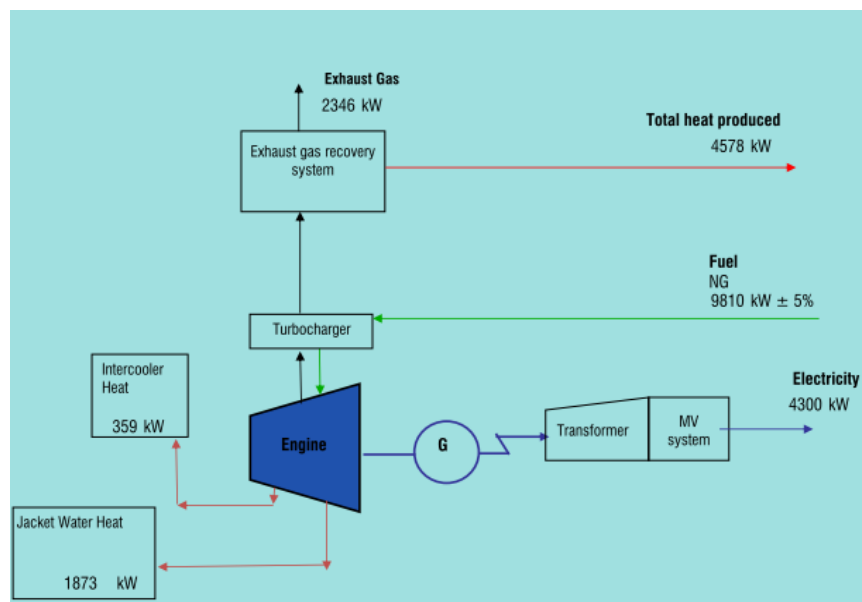 Exhaust Gas
2346 kW
Total heat produced
4578 kW
Exhaust gas recovery
system
Fuel
NG
9810 kW ± 5%
Turbocharger
Intercooler
Heat
359 kW
Electricity
4300 kW
Engine
G
Transformer
MV
system
Jacket Water Heat
1873 kW